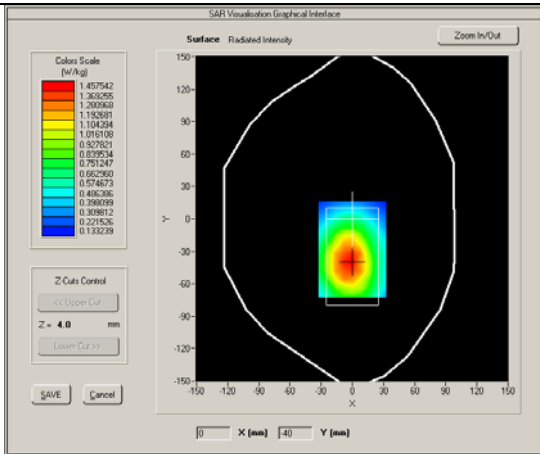 SAR Visualisation Graphical Interface
Surface Radiated Intensity
Zoom In/Out
Colors Scale
(W/kg)
1.457542
1.369255
1.280968
1.192681
1.104394
1.016108
0.927821
0.839534
0.751247
0.662960
0.574673
0.486386
0.398099
0.309812
0.221526
0.133239
Z-Cuts Control
<< Upper Cut
Z = 4.0 mm
Lower Cut >>
SAVE Cancel
150
120
90
60
30
0
-30
-60
-90
-120
-150
Y
-150 -120 -90 -60 -30 0 30 60 90 120 150
X
0 X (mm) -40 Y (mm)